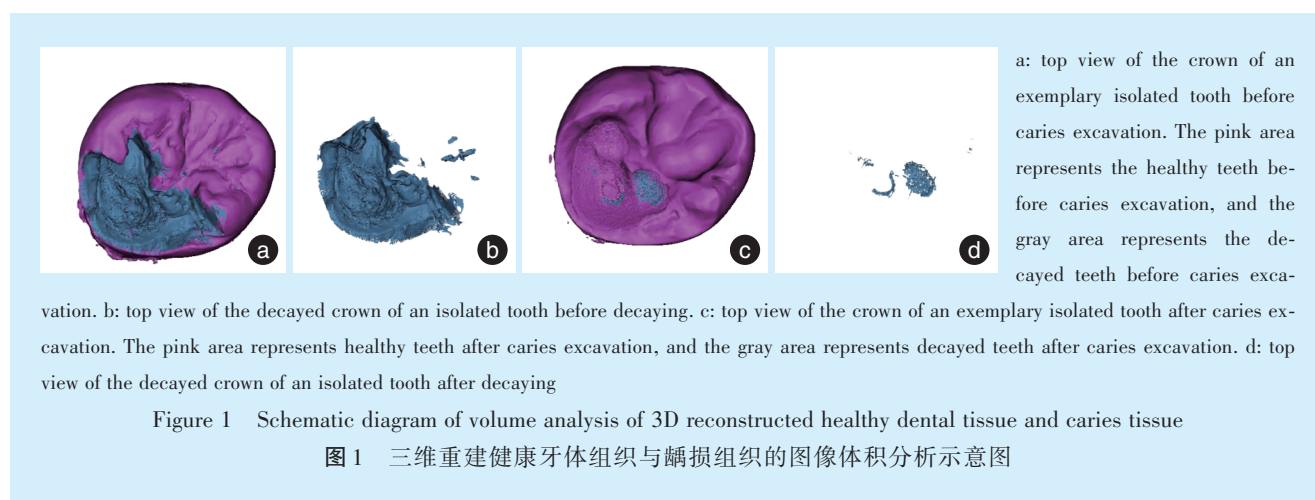 a b c d
a: top view of the crown of an
exemplary isolated tooth before
caries excavation. The pink area
represents the healthy teeth be-
fore caries excavation, and the
gray area represents the de-
cayed teeth before caries exca-
vation. b: top view of the decayed crown of an isolated tooth before decaying. c: top view of the crown of an exemplary isolated tooth after caries ex-
cavation. The pink area represents healthy teeth after caries excavation, and the gray area represents decayed teeth after caries excavation. d: top
view of the decayed crown of an isolated tooth after decaying
Figure 1 Schematic diagram of volume analysis of 3D reconstructed healthy dental tissue and caries tissue
图1 三维重建健康牙体组织与龋损组织的图像体积分析示意图